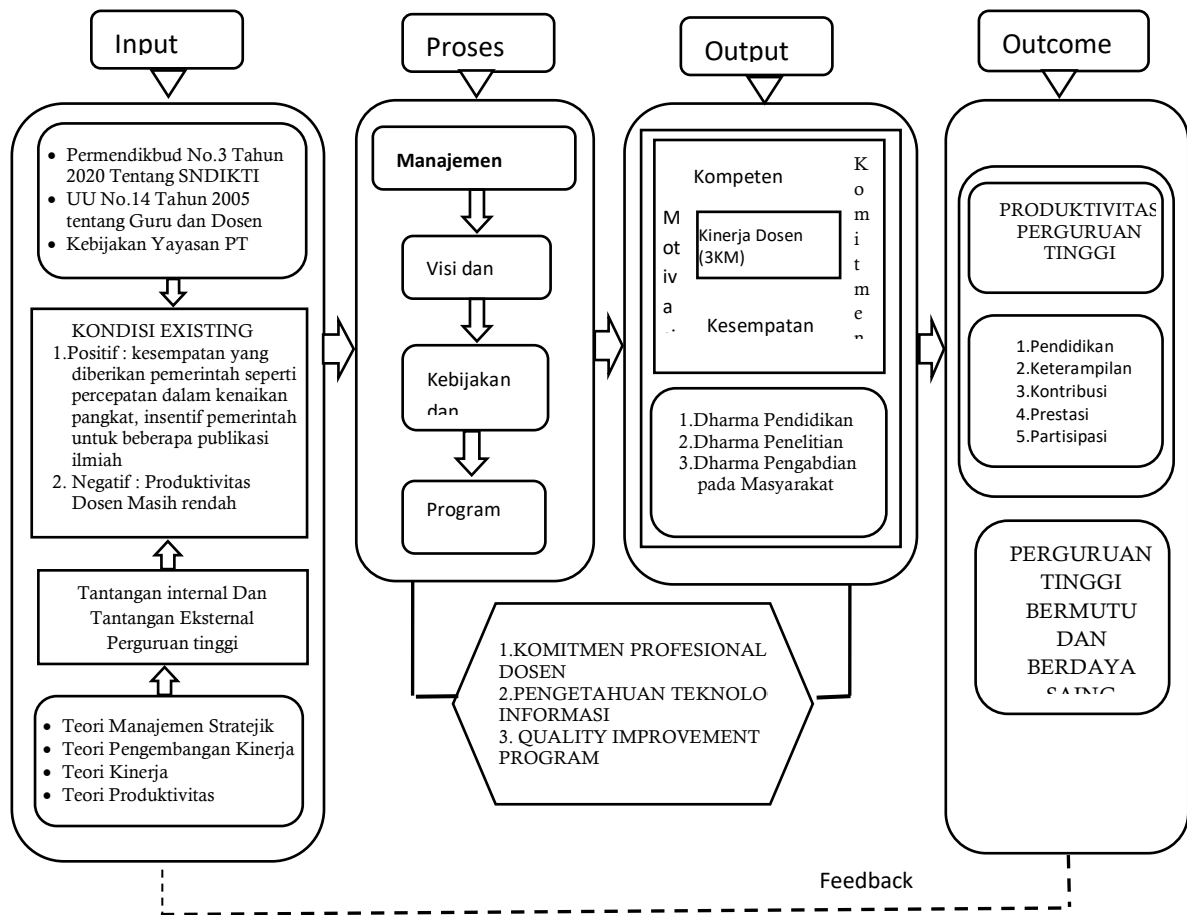 Input
Proses
Output
Outcome
• Permendikbud No.3 Tahun
2020 Tentang SNDIKTI
• UU No.14 Tahun 2005
tentang Guru dan Dosen
• Kebijakan Yayasan PT
KONDISI EXISTING
1.Positif : kesempatan yang
diberikan pemerintah seperti
percepatan dalam kenaikan
pangkat, insentif pemerintah
untuk beberapa publikasi
ilmiah
2. Negatif : Produktivitas
Dosen Masih rendah
Tantangan internal Dan
Tantangan Eksternal
Perguruan tinggi
• Teori Manajemen Stratejik
• Teori Pengembangan Kinerja
• Teori Kinerja
• Teori Produktivitas
Manajemen
Visi dan
Kebijakan
dan
Program
Kompeten
M
ot
iv
a
Kinerja Dosen
(3KM)
K
o
m
i
t
m
e
n
Kesempatan
1.Dharma Pendidikan
2.Dharma Penelitian
3.Dharma Pengabdian
pada Masyarakat
1.KOMITMEN PROFESIONAL
DOSEN
2.PENGETAHUAN TEKNOLO
INFORMASI
3. QUALITY IMPROVEMENT
PROGRAM
PRODUKTIVITAS
PERGURUAN
TINGGI
1.Pendidikan
2.Keterampilan
3.Kontribusi
4.Prestasi
5.Partisipasi
PERGURUAN
TINGGI
BERMUTU
DAN
BERDAYA
SAING
Feedback